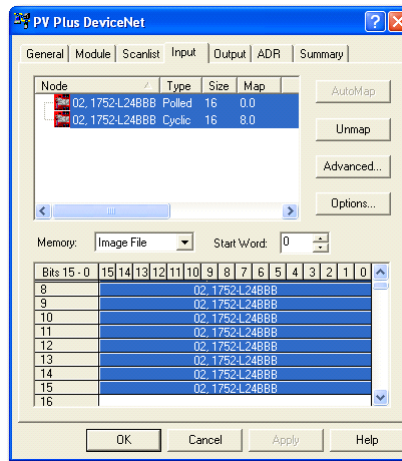 PV Plus DeviceNet
General Module Scanlist Input Output ADR Summary
Node Type Size Map
02, 1752-L24BBB Polled 16 0.0
02, 1752-L24BBB Cyclic 16 8.0
AutoMap
Unmap
Advanced...
Options...
Memory: Image File Start Word: 0
Bits 15 - 0 15 14 13 12 11 10 9 8 7 6 5 4 3 2 1 0
8 02, 1752-L24BBB
9 02, 1752-L24BBB
10 02, 1752-L24BBB
11 02, 1752-L24BBB
12 02, 1752-L24BBB
13 02, 1752-L24BBB
14 02, 1752-L24BBB
15 02, 1752-L24BBB
16
OK Cancel Apply Help